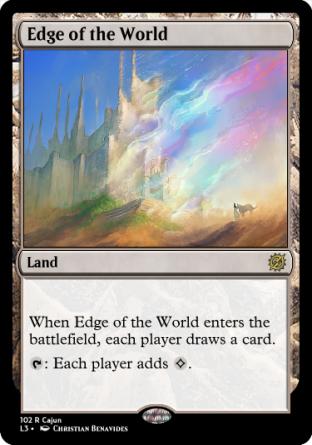 Edge of the World
Land
When Edge of the World enters the
battlefield, each player draws a card.
: Each player adds .
102 R Cajun
L3 • Christian Benavides